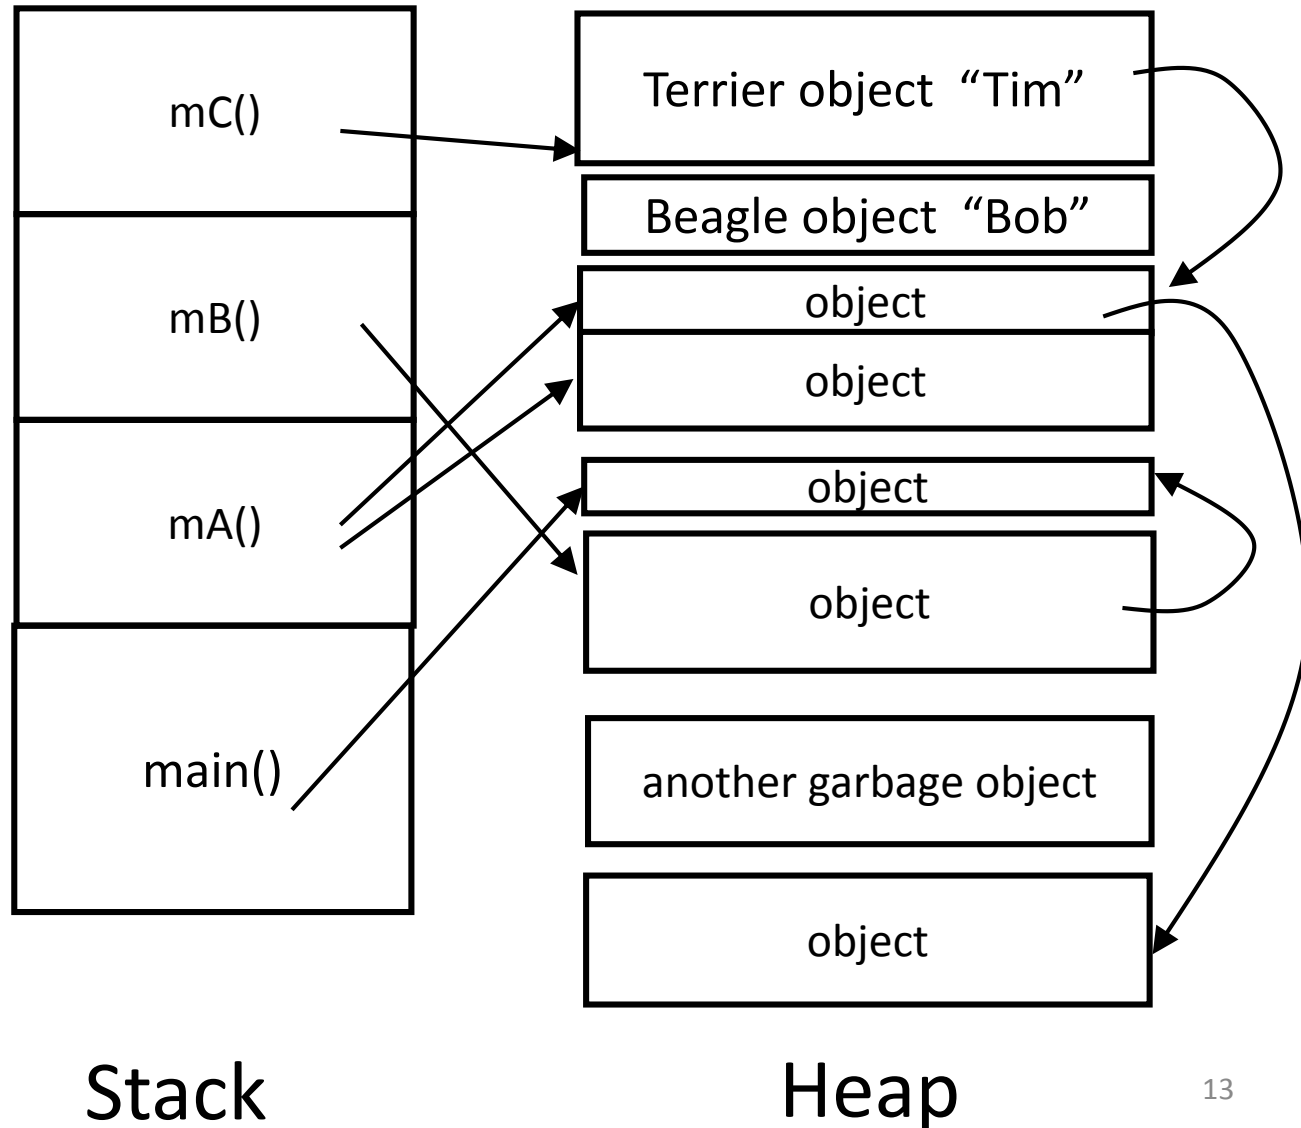 mC()
mB()
mA()
main()
Stack
Terrier object “Tim”
Beagle object “Bob”
object
object
object
object
another garbage object
object
Heap
13